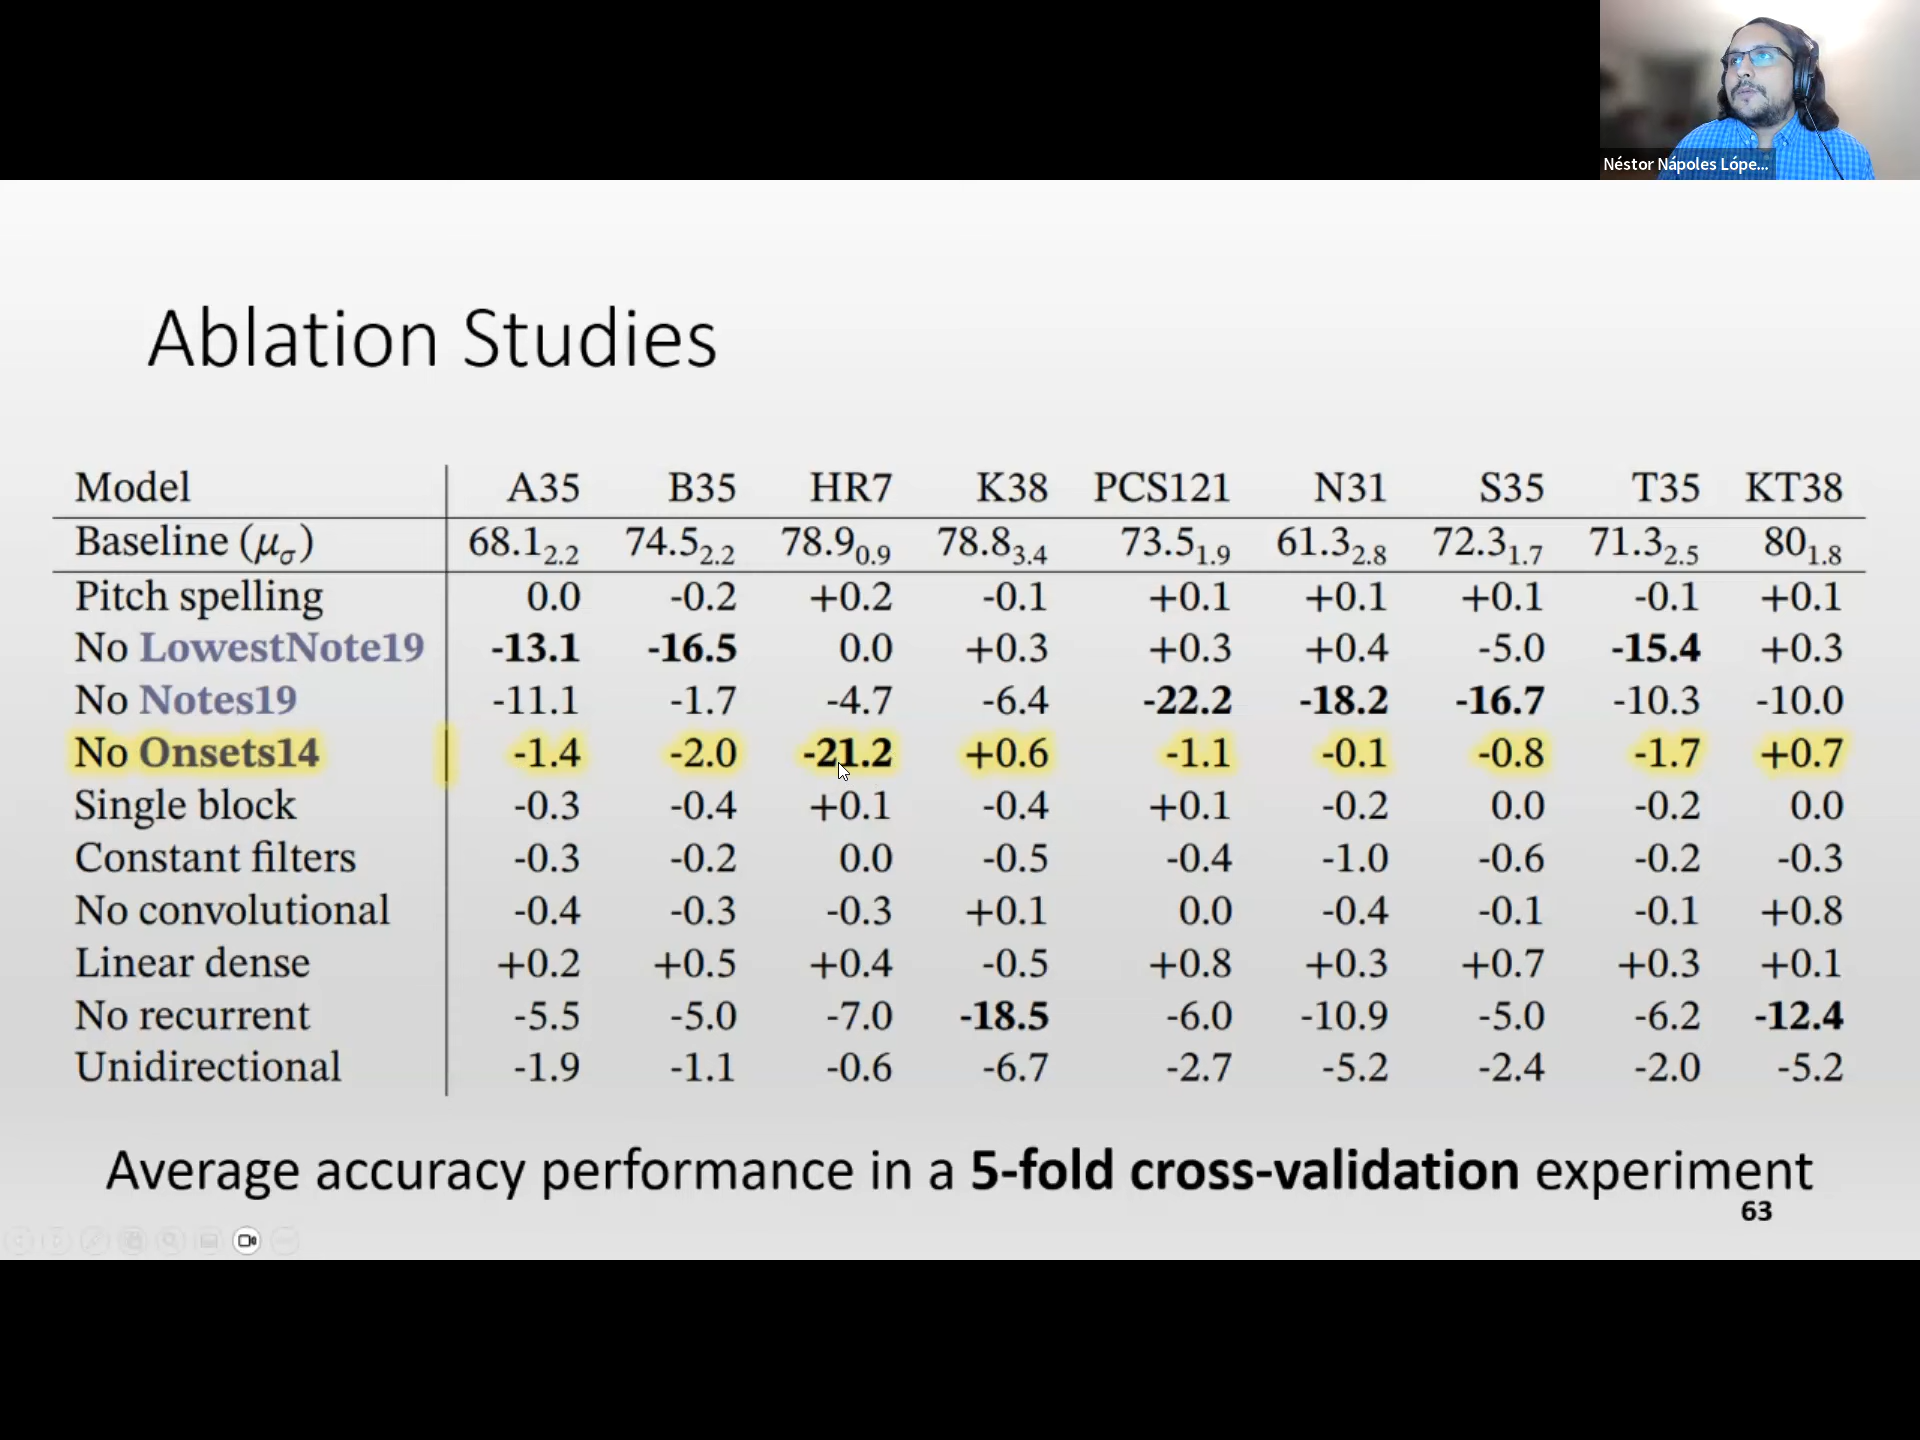 Néstor Nápoles Lópe...
Ablation Studies
Model A35 B35 HR7 K38 PCS121 N31 S35 T35 KT38
Baseline (μσ) 68.12.2 74.52.2 78.90.9 78.83.4 73.51.9 61.32.8 72.31.7 71.32.5 801.8
Pitch spelling 0.0 -0.2 +0.2 -0.1 +0.1 +0.1 +0.1 -0.1 +0.1
No LowestNote19 -13.1 -16.5 0.0 +0.3 +0.3 +0.4 -5.0 -15.4 +0.3
No Notes19 -11.1 -1.7 -4.7 -6.4 -22.2 -18.2 -16.7 -10.3 -10.0
No Onsets14 -1.4 -2.0 -21.2 +0.6 -1.1 -0.1 -0.8 -1.7 +0.7
Single block -0.3 -0.4 +0.1 -0.4 +0.1 -0.2 0.0 -0.2 0.0
Constant filters -0.3 -0.2 0.0 -0.5 -0.4 -1.0 -0.6 -0.2 -0.3
No convolutional -0.4 -0.3 -0.3 +0.1 0.0 -0.4 -0.1 -0.1 +0.8
Linear dense +0.2 +0.5 +0.4 -0.5 +0.8 +0.3 +0.7 +0.3 +0.1
No recurrent -5.5 -5.0 -7.0 -18.5 -6.0 -10.9 -5.0 -6.2 -12.4
Unidirectional -1.9 -1.1 -0.6 -6.7 -2.7 -5.2 -2.4 -2.0 -5.2
Average accuracy performance in a 5-fold cross-validation experiment
63